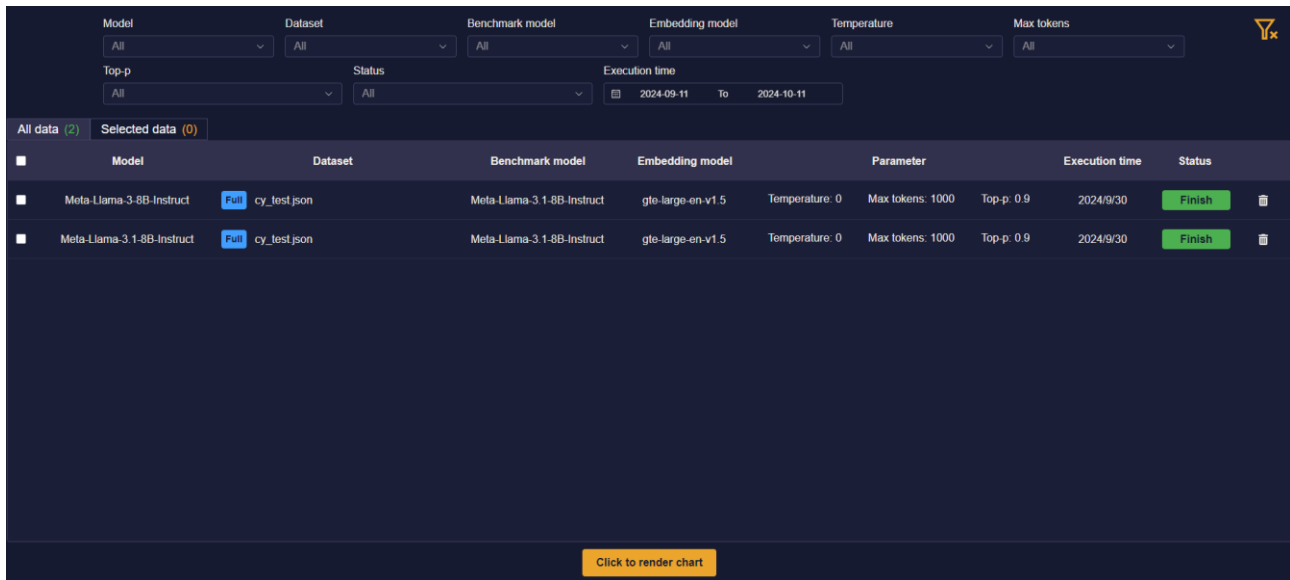 Model Dataset Benchmark model Embedding model Temperature Max tokens
All All All All All All
Top-p Status Execution time
All All 2024-09-11 To 2024-10-11
All data (2) Selected data (0)
Model Dataset Benchmark model Embedding model Parameter Execution time Status
Meta-Llama-3-8B-Instruct Full cy_test.json Meta-Llama-3.1-8B-Instruct gte-large-en-v1.5 Temperature: 0 Max tokens: 1000 Top-p: 0.9 2024/9/30 Finish
Meta-Llama-3.1-8B-Instruct Full cy_test.json Meta-Llama-3.1-8B-Instruct gte-large-en-v1.5 Temperature: 0 Max tokens: 1000 Top-p: 0.9 2024/9/30 Finish
Click to render chart